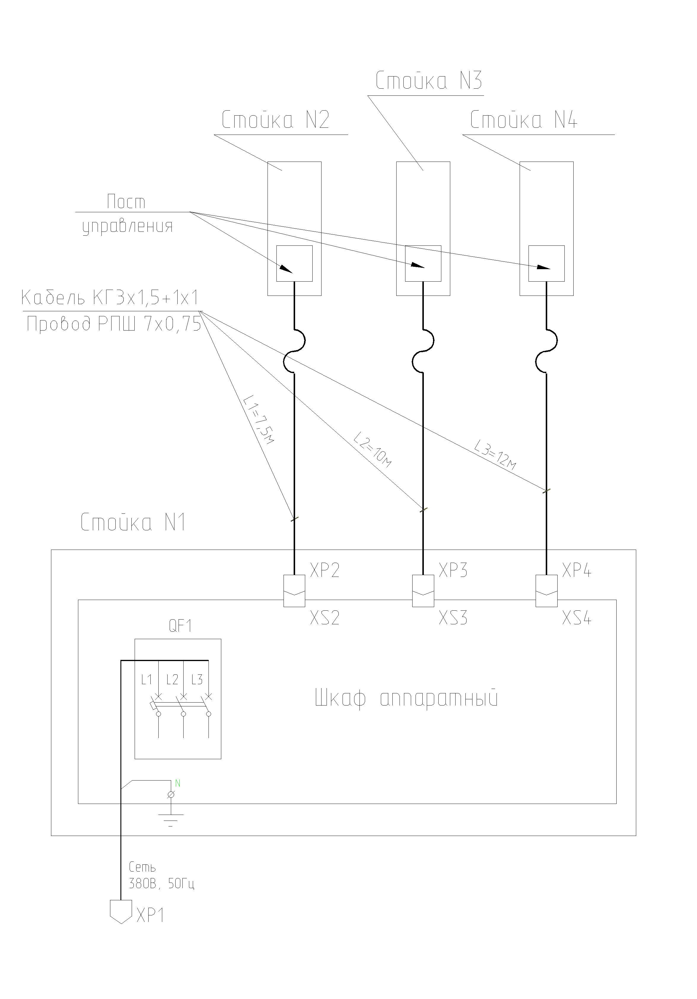 Стойка N3
Стойка N2
Стойка N4
Пост
управления
Кабель КГ3х1,5+1х1
Провод РПШ 7х0,75
L1=7,5м
L2=10м
L3=12м
Стойка N1
XP2
XP3
XP4
XS2
XS3
XS4
QF1
L1
L2
L3
Шкаф аппаратный
N
Сеть
380В, 50Гц
XP1